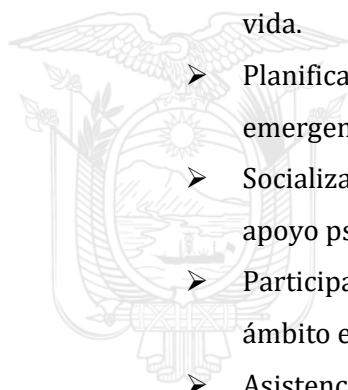 vida.
➢ Planifica
emergen
➢ Socializa
apoyo ps
➢ Participa
ámbito e
➢ Asistenc